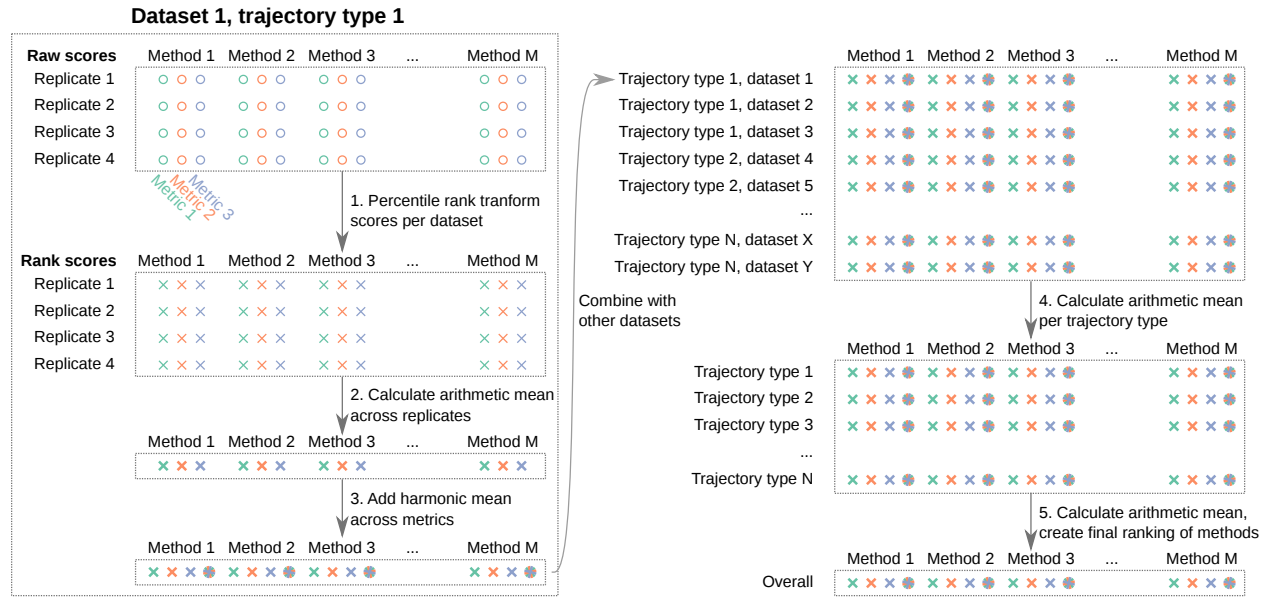 Dataset 1, trajectory type 1
Raw scores Method 1 Method 2 Method 3 ... Method M
Replicate 1
Replicate 2
Replicate 3
Replicate 4
Metric 1
Metric 2
Metric 3
1. Percentile rank tranform
scores per dataset
Rank scores Method 1 Method 2 Method 3 ... Method M
Replicate 1
Replicate 2
Replicate 3
Replicate 4
2. Calculate arithmetic mean
across replicates
Method 1 Method 2 Method 3 ... Method M
3. Add harmonic mean
across metrics
Method 1 Method 2 Method 3 ... Method M
Combine with
other datasets
Method 1 Method 2 Method 3 ... Method M
Trajectory type 1, dataset 1
Trajectory type 1, dataset 2
Trajectory type 1, dataset 3
Trajectory type 2, dataset 4
Trajectory type 2, dataset 5
...
Trajectory type N, dataset X
Trajectory type N, dataset Y
4. Calculate arithmetic mean
per trajectory type
Method 1 Method 2 Method 3 ... Method M
Trajectory type 1
Trajectory type 2
Trajectory type 3
...
Trajectory type N
5. Calculate arithmetic mean,
create final ranking of methods
Method 1 Method 2 Method 3 ... Method M
Overall